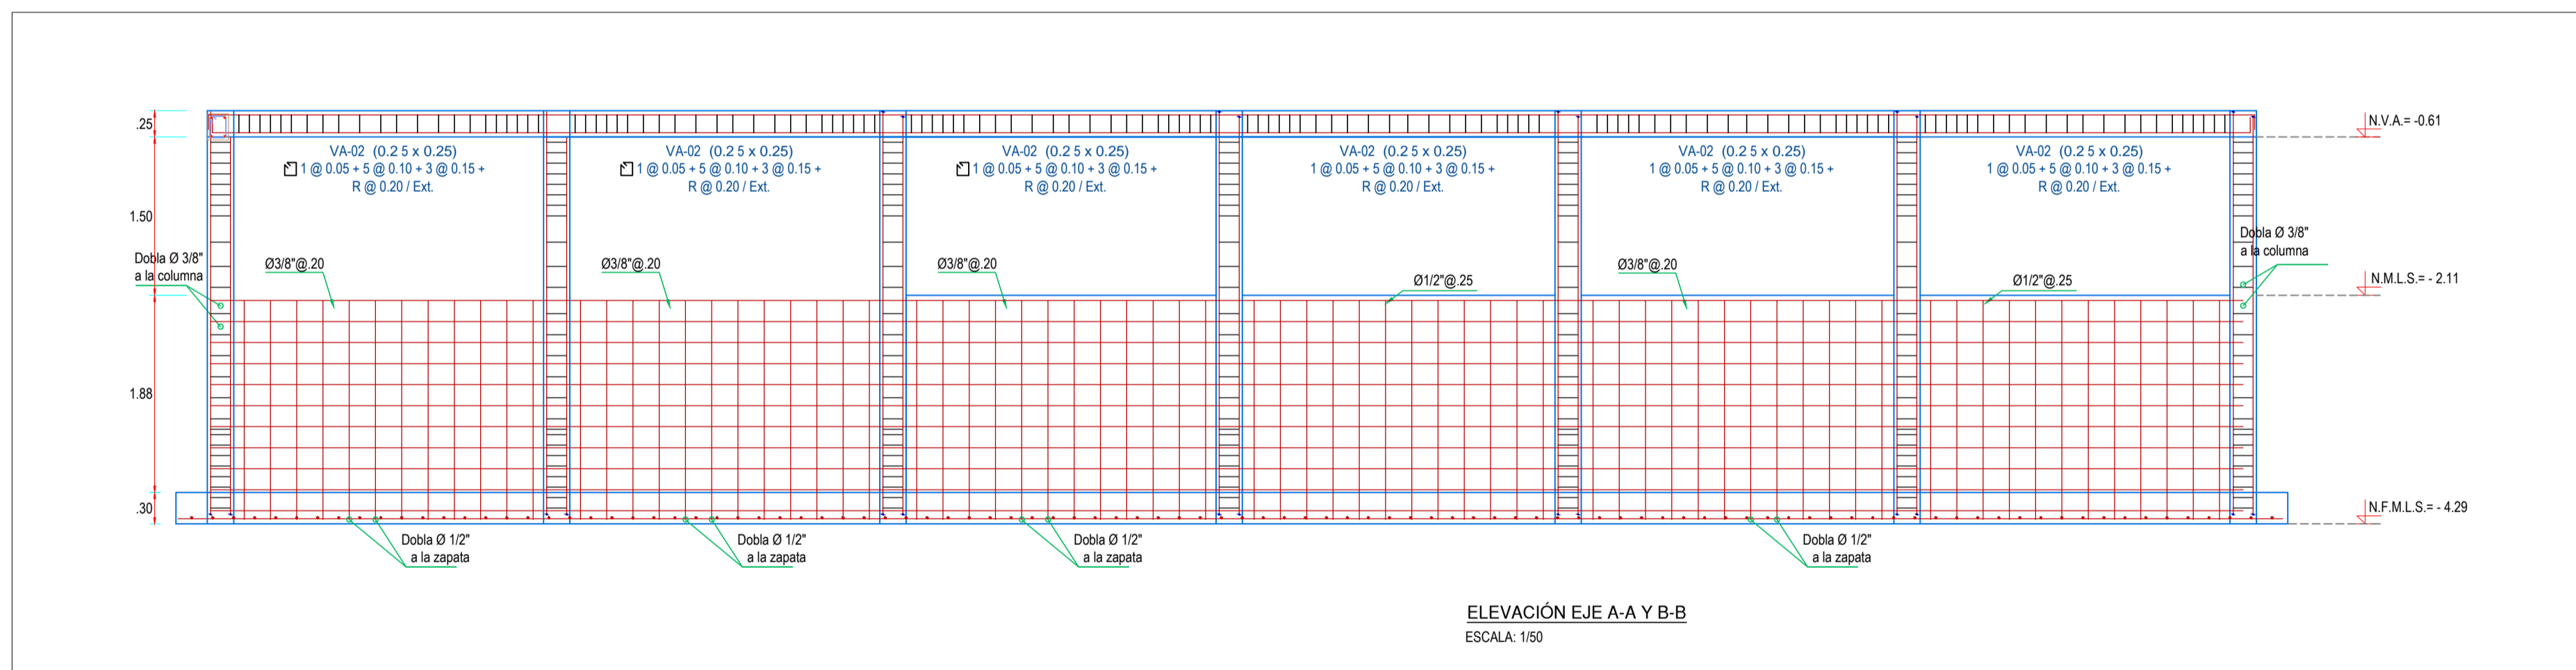 .25
N.V.A.= -0.61
VA-02 (0.2 5 x 0.25)
1 @ 0.05 + 5 @ 0.10 + 3 @ 0.15 +
R @ 0.20 / Ext.
VA-02 (0.2 5 x 0.25)
1 @ 0.05 + 5 @ 0.10 + 3 @ 0.15 +
R @ 0.20 / Ext.
VA-02 (0.2 5 x 0.25)
1 @ 0.05 + 5 @ 0.10 + 3 @ 0.15 +
R @ 0.20 / Ext.
VA-02 (0.2 5 x 0.25)
1 @ 0.05 + 5 @ 0.10 + 3 @ 0.15 +
R @ 0.20 / Ext.
VA-02 (0.2 5 x 0.25)
1 @ 0.05 + 5 @ 0.10 + 3 @ 0.15 +
R @ 0.20 / Ext.
VA-02 (0.2 5 x 0.25)
1 @ 0.05 + 5 @ 0.10 + 3 @ 0.15 +
R @ 0.20 / Ext.
1.50
Dobla Ø 3/8"
a la columna
Ø3/8"@.20
Ø3/8"@.20
Ø3/8"@.20
Ø1/2"@.25
Ø3/8"@.20
Ø1/2"@.25
Dobla Ø 3/8"
a la columna
N.M.L.S.= - 2.11
1.88
.30
N.F.M.L.S.= - 4.29
Dobla Ø 1/2"
a la zapata
Dobla Ø 1/2"
a la zapata
Dobla Ø 1/2"
a la zapata
Dobla Ø 1/2"
a la zapata
ELEVACIÓN EJE A-A Y B-B
ESCALA: 1/50